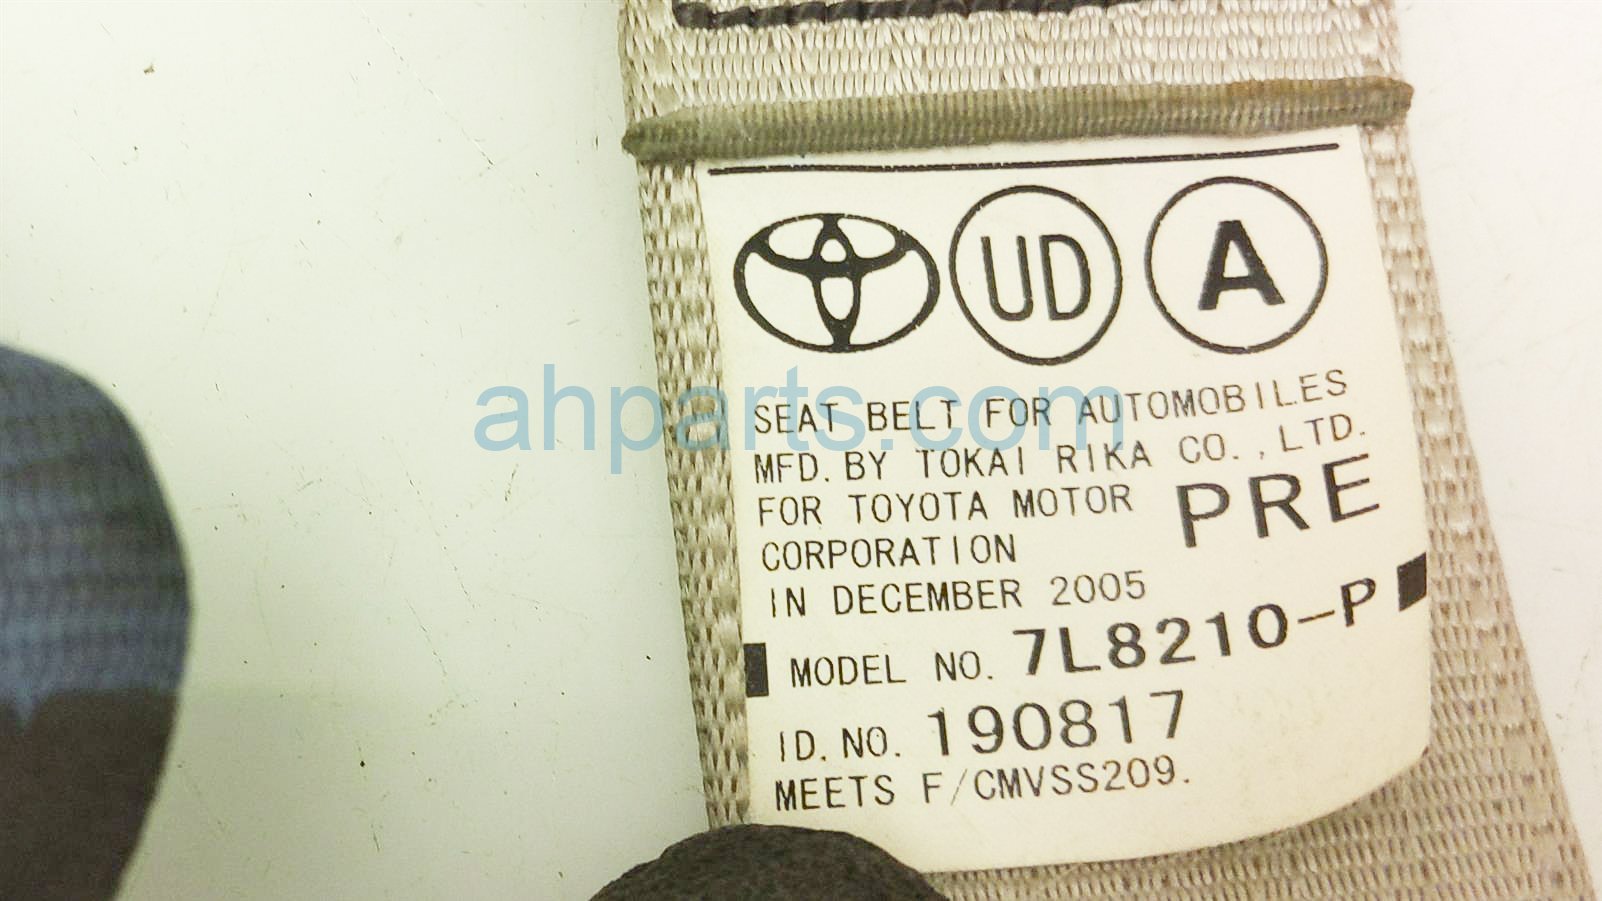 UD A
ahparts.com
SEAT BELT FOR AUTOMOBILES
MFD. BY TOKAI RIKA CO., LTD.
FOR TOYOTA MOTOR PRE
CORPORATION
IN DECEMBER 2005
MODEL NO. 7L8210-P
ID. NO. 190817
MEETS F/CMVSS209.